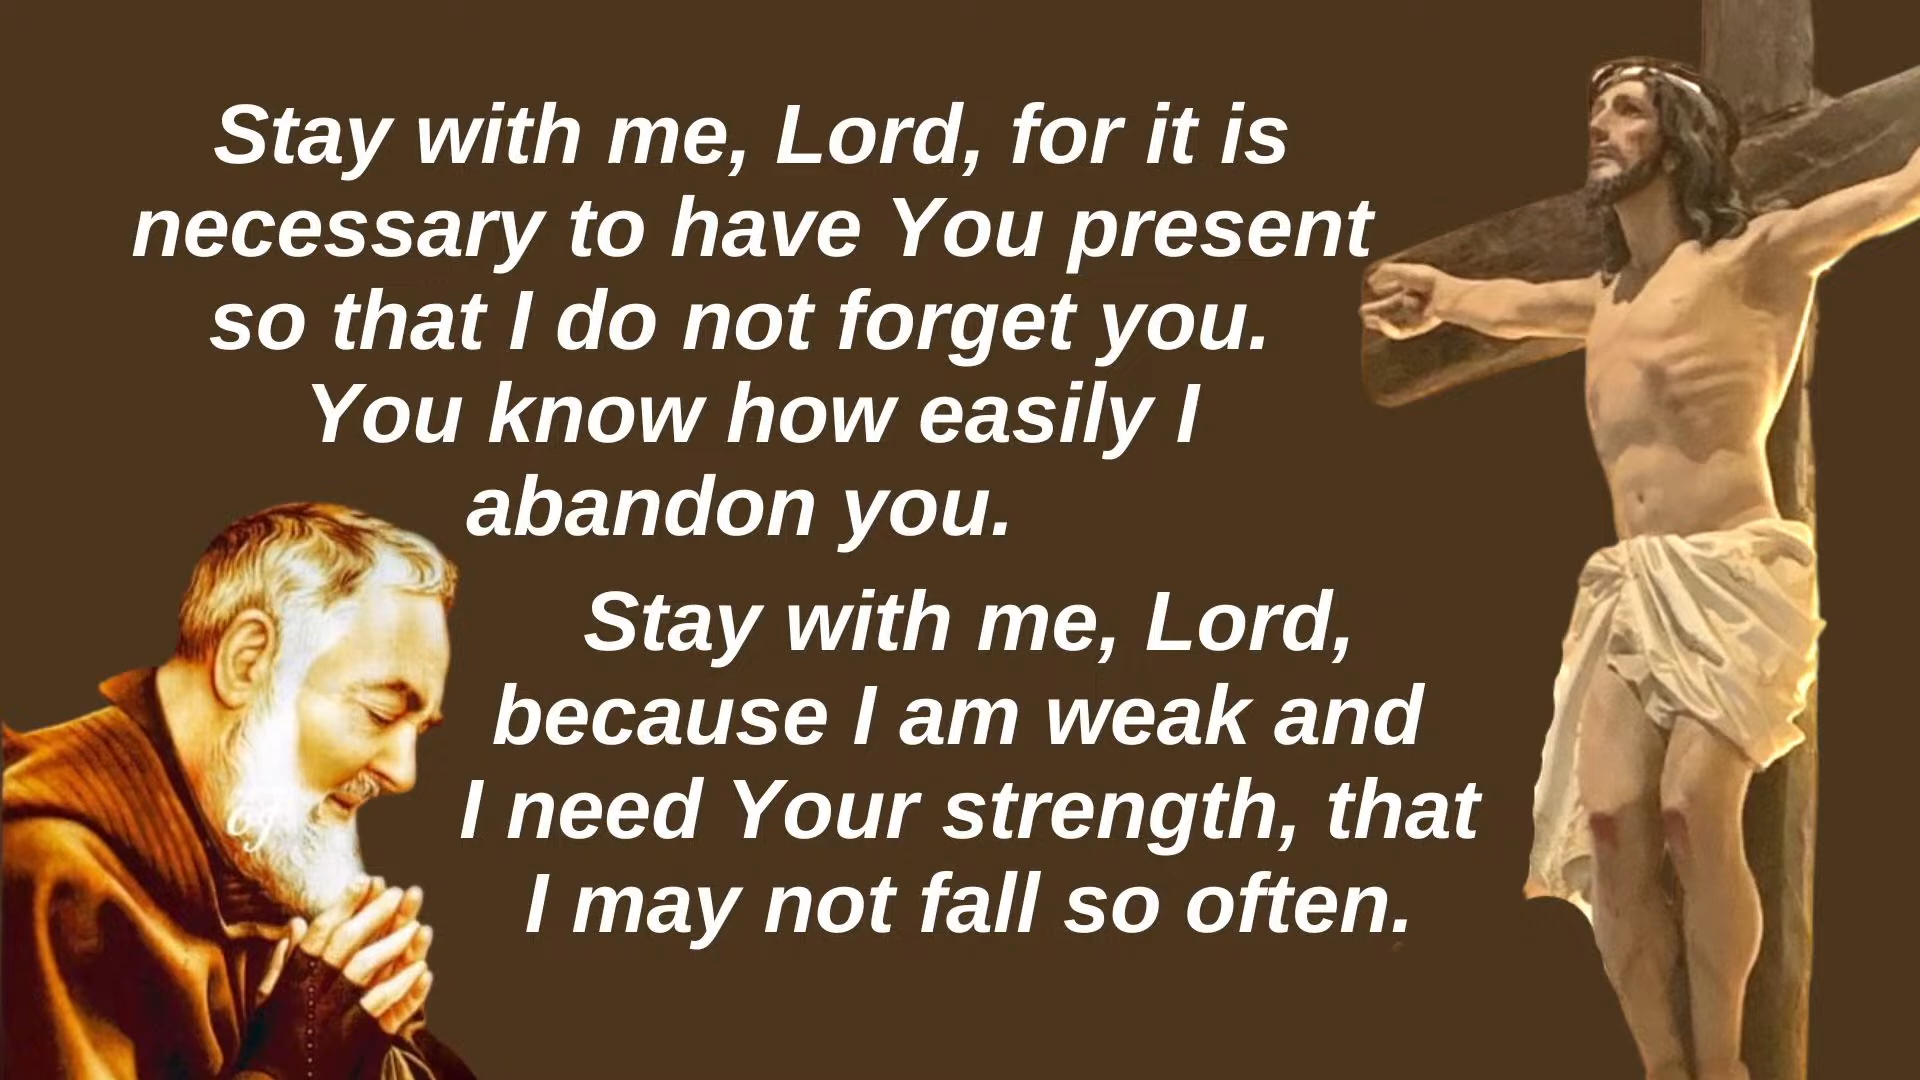 Stay with me, Lord, for it is
necessary to have You present
so that I do not forget you.
You know how easily I
abandon you.
Stay with me, Lord,
because I am weak and
I need Your strength, that
I may not fall so often.